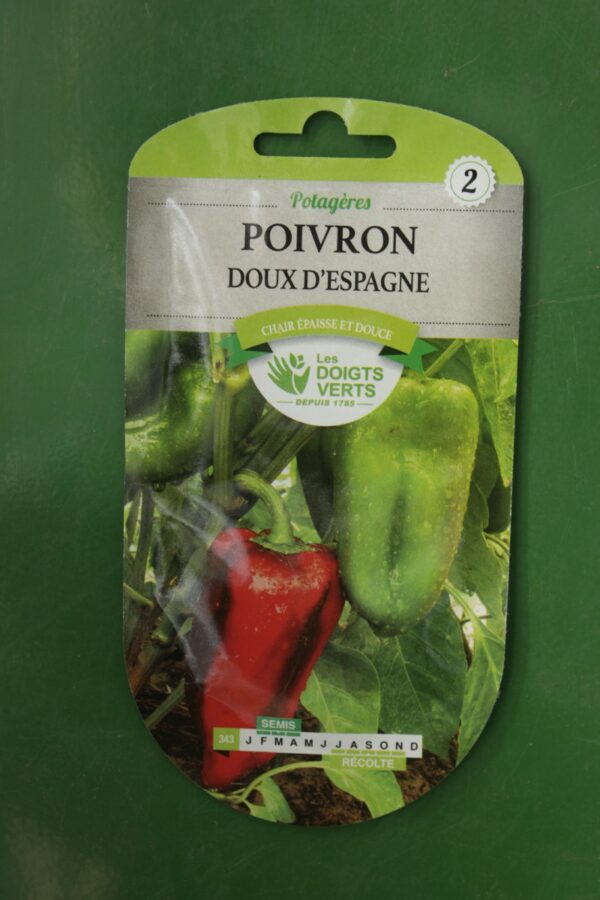 2
Potagères
POIVRON
DOUX D'ESPAGNE
CHAIR ÉPAISSE ET DOUCE
Les
DOIGTS
VERTS
DEPUIS 1785
SEMIS
343 J F M A M J J A S O N D
RÉCOLTE